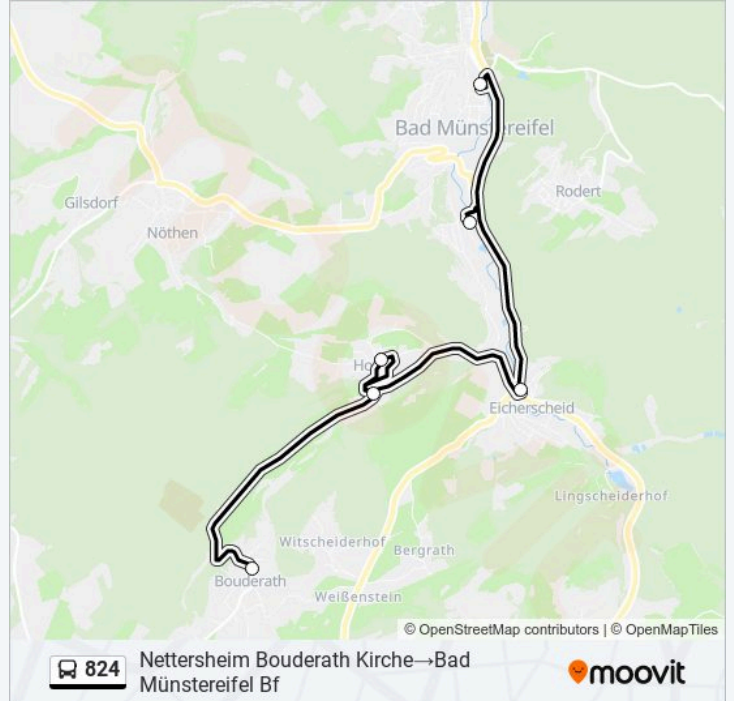 Bad Münstereifel
Rodert
Gilsdorf
Nöthen
Eicherscheid
Lingscheiderhof
Witscheiderhof
Bergrath
Bouderath
Weißenstein
© OpenStreetMap contributors | © OpenMapTiles
824
Nettersheim Bouderath Kirche→Bad
Münstereifel Bf
moovit